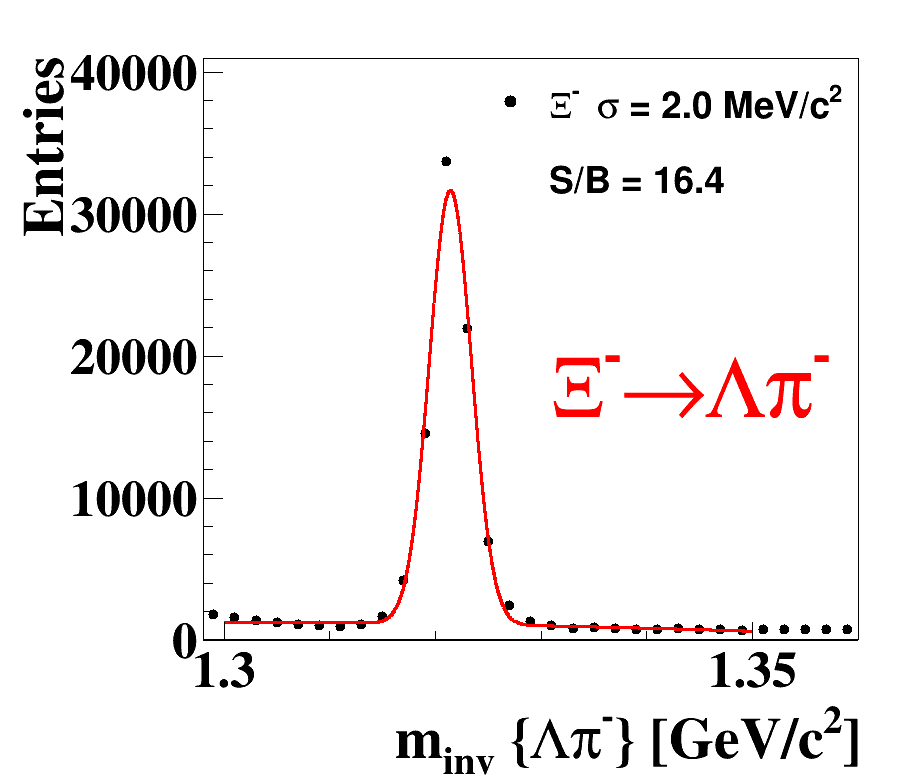 Entries
40000
30000
20000
10000
0
1.3
1.35
Ξ⁻ σ = 2.0 MeV/c²
S/B = 16.4
Ξ⁻→Λπ⁻
m_inv {Λπ⁻} [GeV/c²]